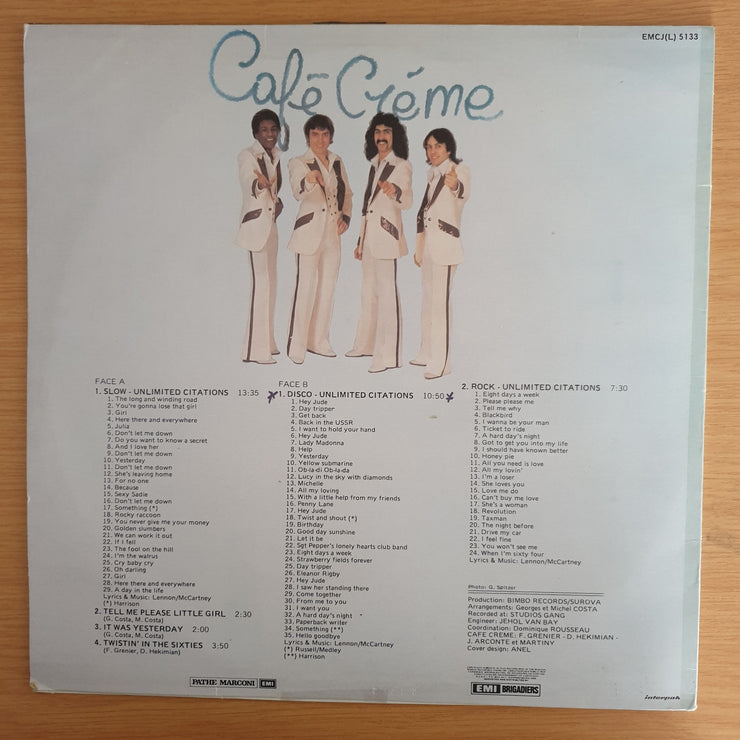 EMCJ(L) 5133
Café Créme
FACE A
1. SLOW - UNLIMITED CITATIONS 13:35
1. The long and winding road
2. You're gonna lose that girl
3. Girl
4. Here there and everywhere
5. Julia
6. Don't let me down
7. Do you want to know a secret
8. And I love her
9. Don't let me down
10. Yesterday
11. Don't let me down
12. She's leaving home
13. For no one
14. Because
15. Sexy Sadie
16. Don't let me down
17. Something (*)
18. Rocky raccoon
19. You never give me your money
20. Golden slumbers
21. We can work it out
22. If I fell
23. The fool on the hill
24. I'm the walrus
25. Cry baby cry
26. Oh darling
27. Girl
28. Here there and everywhere
29. A day in the life
Lyrics & Music: Lennon/McCartney
(*) Harrison
2. TELL ME PLEASE LITTLE GIRL 2:30
(G. Costa, M. Costa)
3. IT WAS YESTERDAY 2:00
(G. Costa, M. Costa)
4. TWISTIN' IN THE SIXTIES 3:50
(F. Grenier, D. Hekimian)
FACE B
1. DISCO - UNLIMITED CITATIONS 10:50
1. Hey Jude
2. Day tripper
3. Get back
4. Back in the USSR
5. I want to hold your hand
6. Hey Jude
7. Lady Madonna
8. Help
9. Yesterday
10. Yellow submarine
11. Ob-la-di Ob-la-da
12. Lucy in the sky with diamonds
13. Michelle
14. All my loving
15. With a little help from my friends
16. Penny Lane
17. Hey Jude
18. Twist and shout (*)
19. Birthday
20. Good day sunshine
21. Let it be
22. Sgt Pepper's lonely hearts club band
23. Eight days a week
24. Strawberry fields forever
25. Day tripper
26. Eleanor Rigby
27. Hey Jude
28. I saw her standing there
29. Come together
30. From me to you
31. I want you
32. A hard day's night
33. Paperback writer
34. Something (**)
35. Hello goodbye
Lyrics & Music: Lennon/McCartney
(*) Russell/Medley
(**) Harrison
2. ROCK - UNLIMITED CITATIONS 7:30
1. Eight days a week
2. Please please me
3. Tell me why
4. Blackbird
5. I wanna be your man
6. Ticket to ride
7. A hard day's night
8. Got to get you into my life
9. I should have known better
10. Honey pie
11. All you need is love
12. All my lovin'
13. I'm a loser
14. She loves you
15. Love me do
16. Can't buy me love
17. She's a woman
18. Revolution
19. Taxman
20. The night before
21. Drive my car
22. I feel fine
23. You won't see me
24. When I'm sixty four
Lyrics & Music: Lennon/McCartney
Photo: G. Spitzer
Production: BIMBO RECORDS/SUROVA
Arrangements: Georges et Michel COSTA
Recorded at: STUDIOS GANG
Engineer: JEHOL VAN BAY
Coordination: Dominique ROUSSEAU
CAFE CREME: F. GRENIER - D. HEKIMIAN -
J. ARCONTE et MARTINY
Cover design: ANEL
PATHE MARCONI EMI
EMI BRIGADIERS
interpak